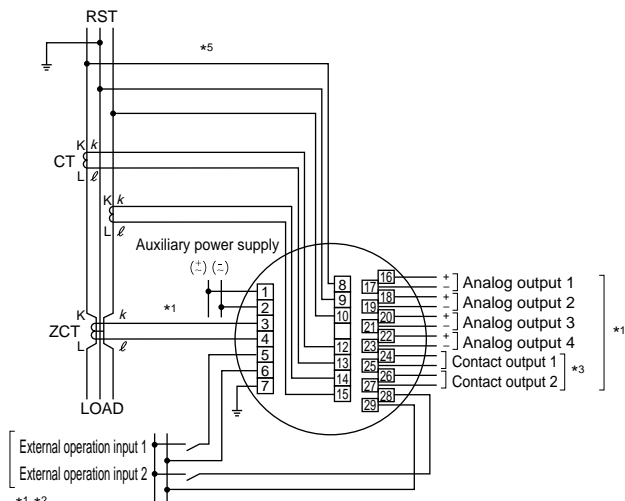 RST
*5
K k
CT
L ℓ
K k
L ℓ
Auxiliary power supply
(±) (-)
~ ~
*1
K k
ZCT
L ℓ
LOAD
1
2
3
4
5
6
7
8
9
10
12
13
14
15
16 + Analog output 1
17 −
18 + Analog output 2
19 −
20 + Analog output 3
21 −
22 + Analog output 4
23 −
24 Contact output 1
25
26 Contact output 2
27
28
29
*3
*1
External operation input 1
External operation input 2
*1 *2